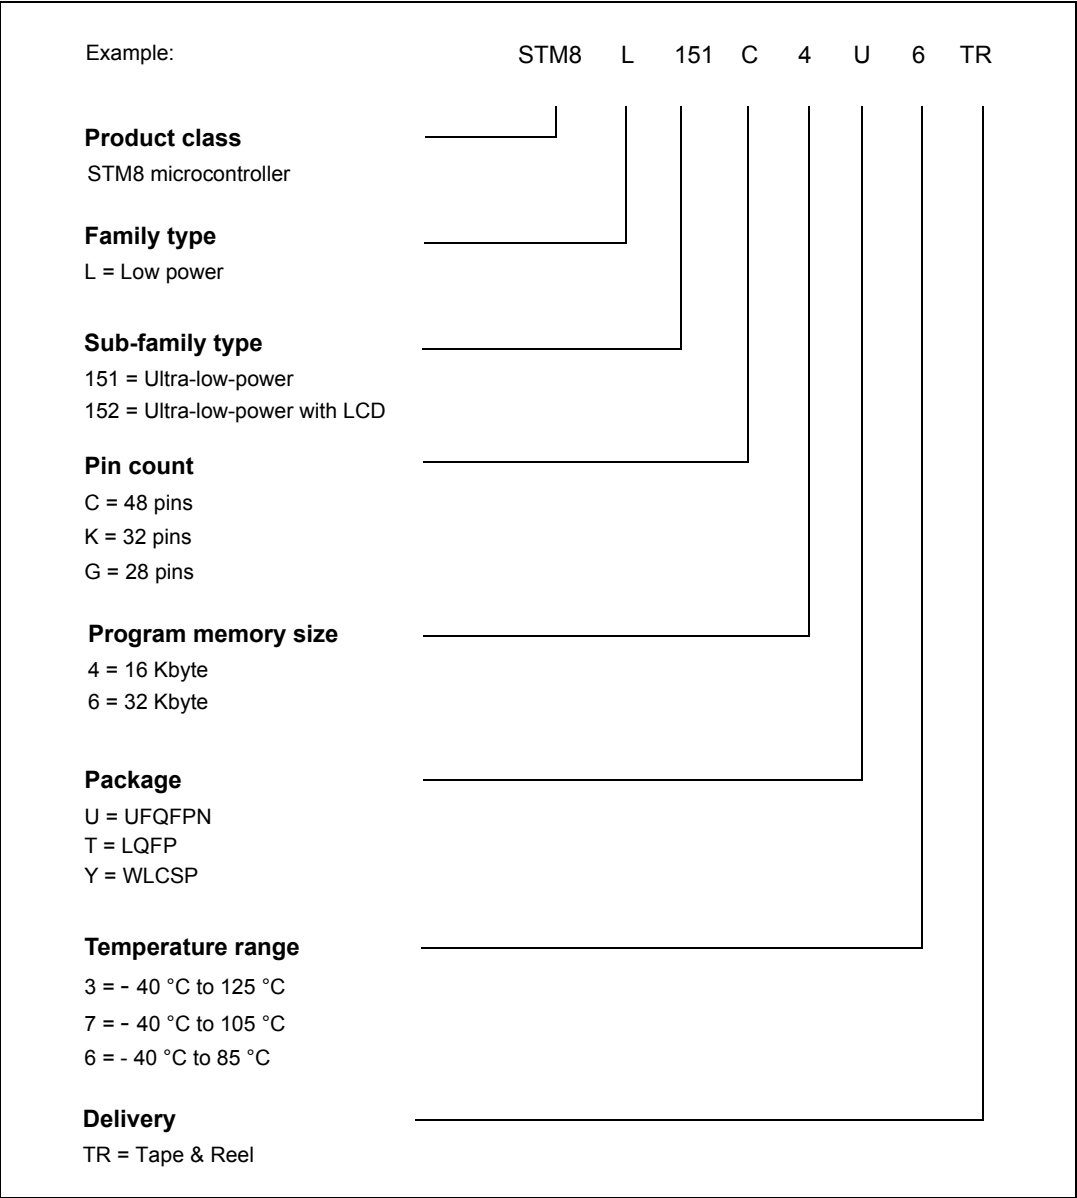 Example: STM8 L 151 C 4 U 6 TR
Product class
STM8 microcontroller
Family type
L = Low power
Sub-family type
151 = Ultra-low-power
152 = Ultra-low-power with LCD
Pin count
C = 48 pins
K = 32 pins
G = 28 pins
Program memory size
4 = 16 Kbyte
6 = 32 Kbyte
Package
U = UFQFPN
T = LQFP
Y = WLCSP
Temperature range
3 = - 40 °C to 125 °C
7 = - 40 °C to 105 °C
6 = - 40 °C to 85 °C
Delivery
TR = Tape & Reel